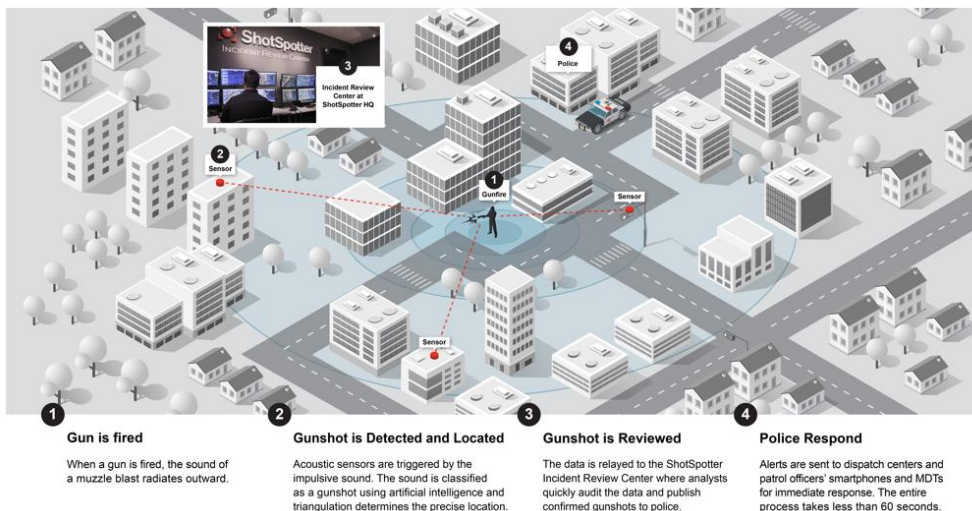 ShotSpotter
INCIDENT REVIEW CENTER
3
Incident Review
Center at
ShotSpotter HQ
4
Police
2
Sensor
1
Gunfire
Sensor
Sensor
1
Gun is fired
When a gun is fired, the sound of
a muzzle blast radiates outward.
2
Gunshot is Detected and Located
Acoustic sensors are triggered by the
impulsive sound. The sound is classified
as a gunshot using artificial intelligence and
triangulation determines the precise location.
3
Gunshot is Reviewed
The data is relayed to the ShotSpotter
Incident Review Center where analysts
quickly audit the data and publish
confirmed gunshots to police.
4
Police Respond
Alerts are sent to dispatch centers and
patrol officers' smartphones and MDTs
for immediate response. The entire
process takes less than 60 seconds.